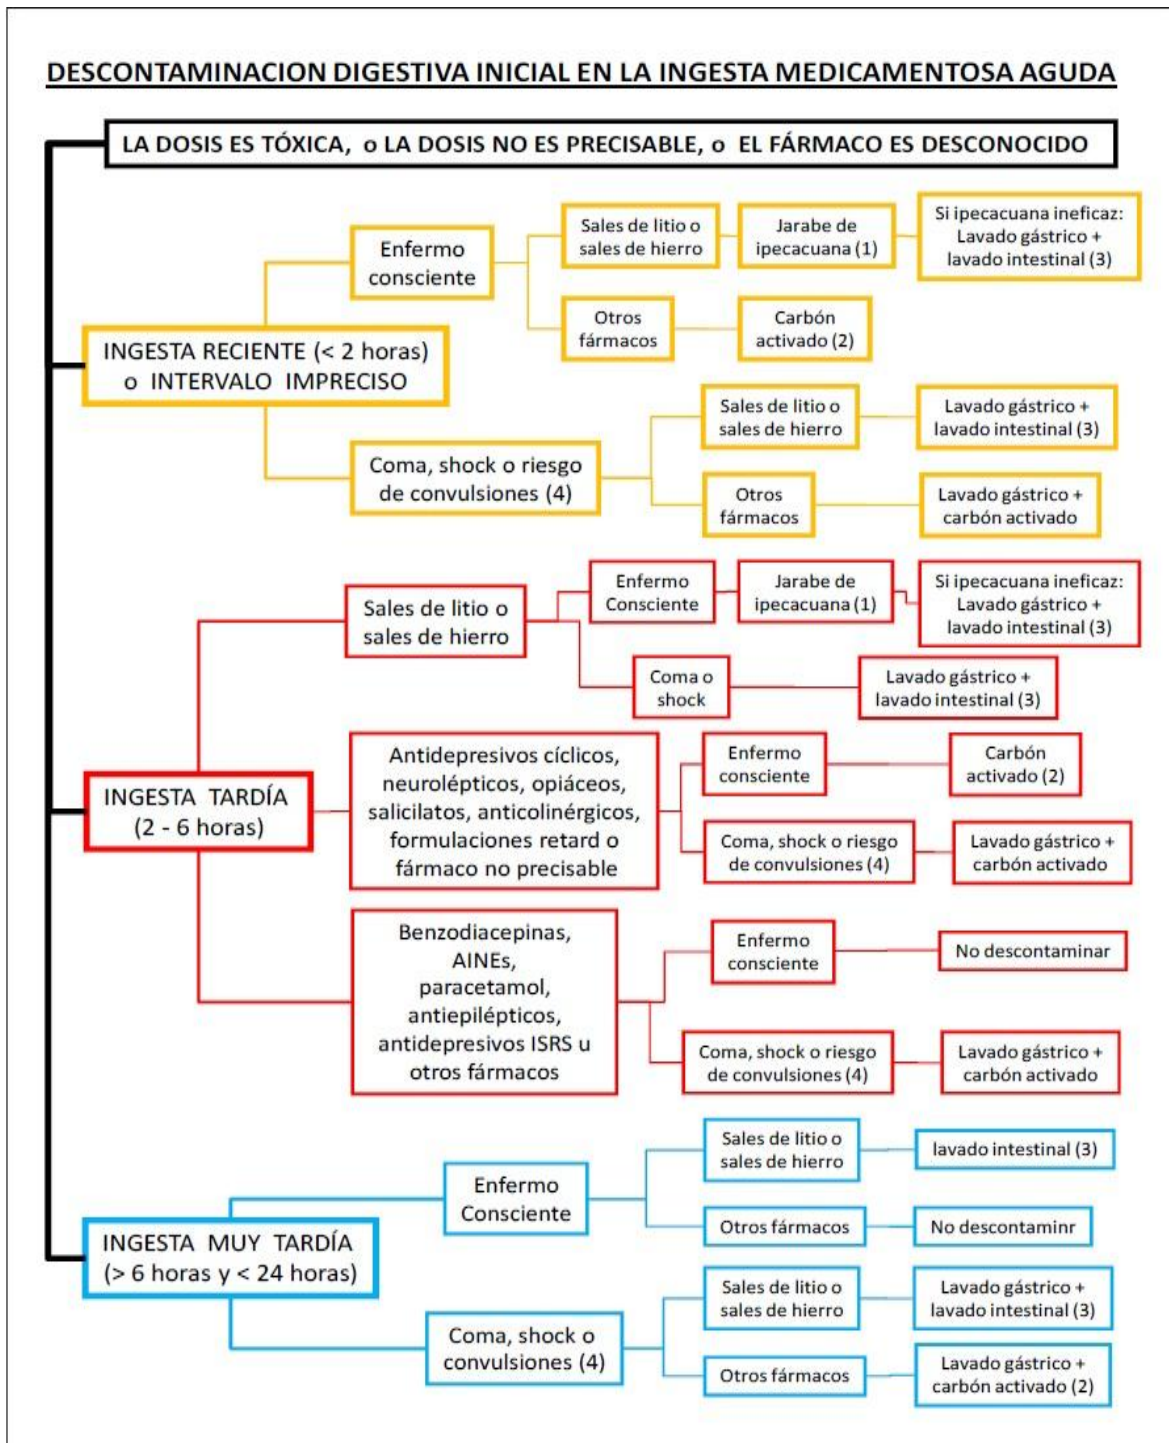 DESCONTAMINACION DIGESTIVA INICIAL EN LA INGESTA MEDICAMENTOSA AGUDA
LA DOSIS ES TÓXICA, o LA DOSIS NO ES PRECISABLE, o EL FÁRMACO ES DESCONOCIDO
INGESTA RECIENTE (< 2 horas)
o INTERVALO IMPRECISO
Enfermo
consciente
Sales de litio o
sales de hierro
Jarabe de
ipecacuana (1)
Si ipecacuana ineficaz:
Lavado gástrico +
lavado intestinal (3)
Otros
fármacos
Carbón
activado (2)
Coma, shock o riesgo
de convulsiones (4)
Sales de litio o
sales de hierro
Lavado gástrico +
lavado intestinal (3)
Otros
fármacos
Lavado gástrico +
carbón activado
INGESTA TARDÍA
(2 - 6 horas)
Sales de litio o
sales de hierro
Enfermo
Consciente
Jarabe de
ipecacuana (1)
Si ipecacuana ineficaz:
Lavado gástrico +
lavado intestinal (3)
Coma o
shock
Lavado gástrico +
lavado intestinal (3)
Antidepresivos cíclicos,
neurolépticos, opiáceos,
salicilatos, anticolinérgicos,
formulaciones retard o
fármaco no precisable
Enfermo
consciente
Carbón
activado (2)
Coma, shock o riesgo
de convulsiones (4)
Lavado gástrico +
carbón activado
Benzodiacepinas,
AINEs,
paracetamol,
antiepilépticos,
antidepresivos ISRS u
otros fármacos
Enfermo
consciente
No descontaminar
Coma, shock o riesgo
de convulsiones (4)
Lavado gástrico +
carbón activado
INGESTA MUY TARDÍA
(> 6 horas y < 24 horas)
Enfermo
Consciente
Sales de litio o
sales de hierro
lavado intestinal (3)
Otros fármacos
No descontaminr
Coma, shock o
convulsiones (4)
Sales de litio o
sales de hierro
Lavado gástrico +
lavado intestinal (3)
Otros fármacos
Lavado gástrico +
carbón activado (2)